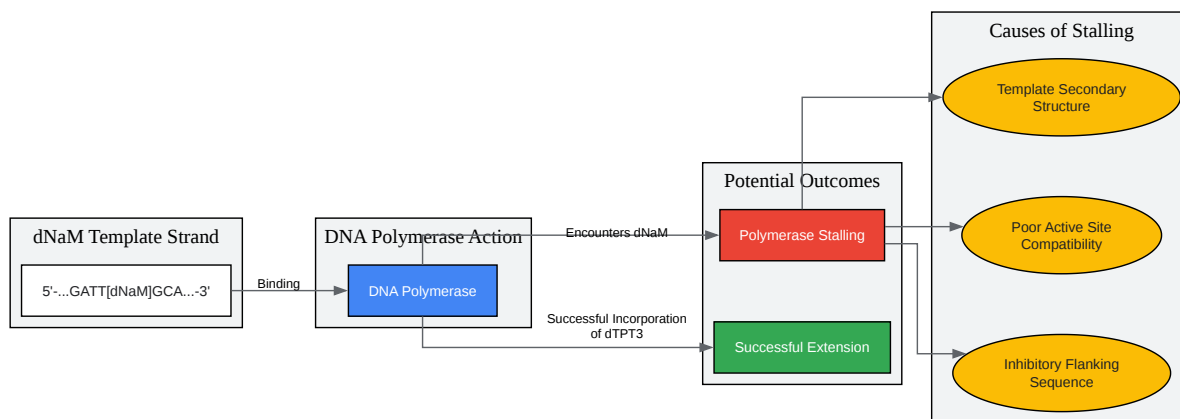 dNaM Template Strand
5'-...GATT[dNaM]GCA...-3'
Binding
DNA Polymerase Action
DNA Polymerase
Encounters dNaM
Successful Incorporation
of dTPT3
Potential Outcomes
Polymerase Stalling
Successful Extension
Causes of Stalling
Template Secondary
Structure
Poor Active Site
Compatibility
Inhibitory Flanking
Sequence